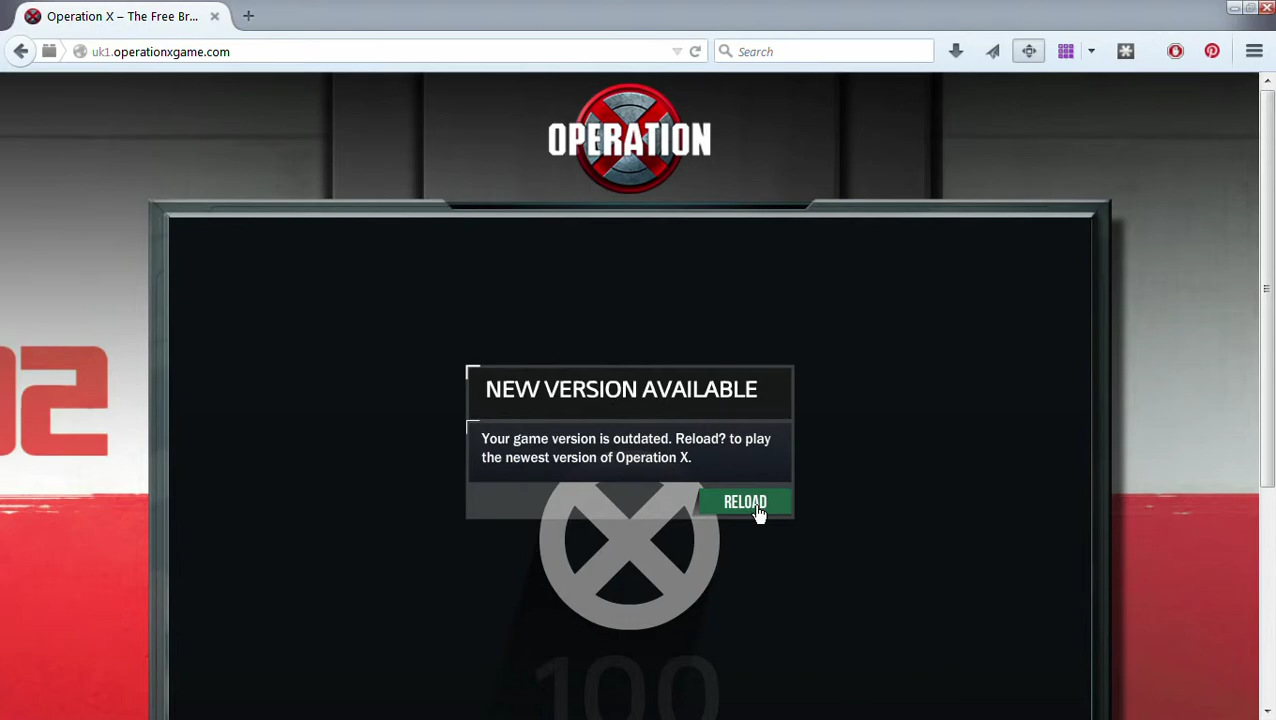 Operation X – The Free Br...
uk1.operationxgame.com
Search
OPERATION
02
NEW VERSION AVAILABLE
Your game version is outdated. Reload? to play
the newest version of Operation X.
RELOAD
100